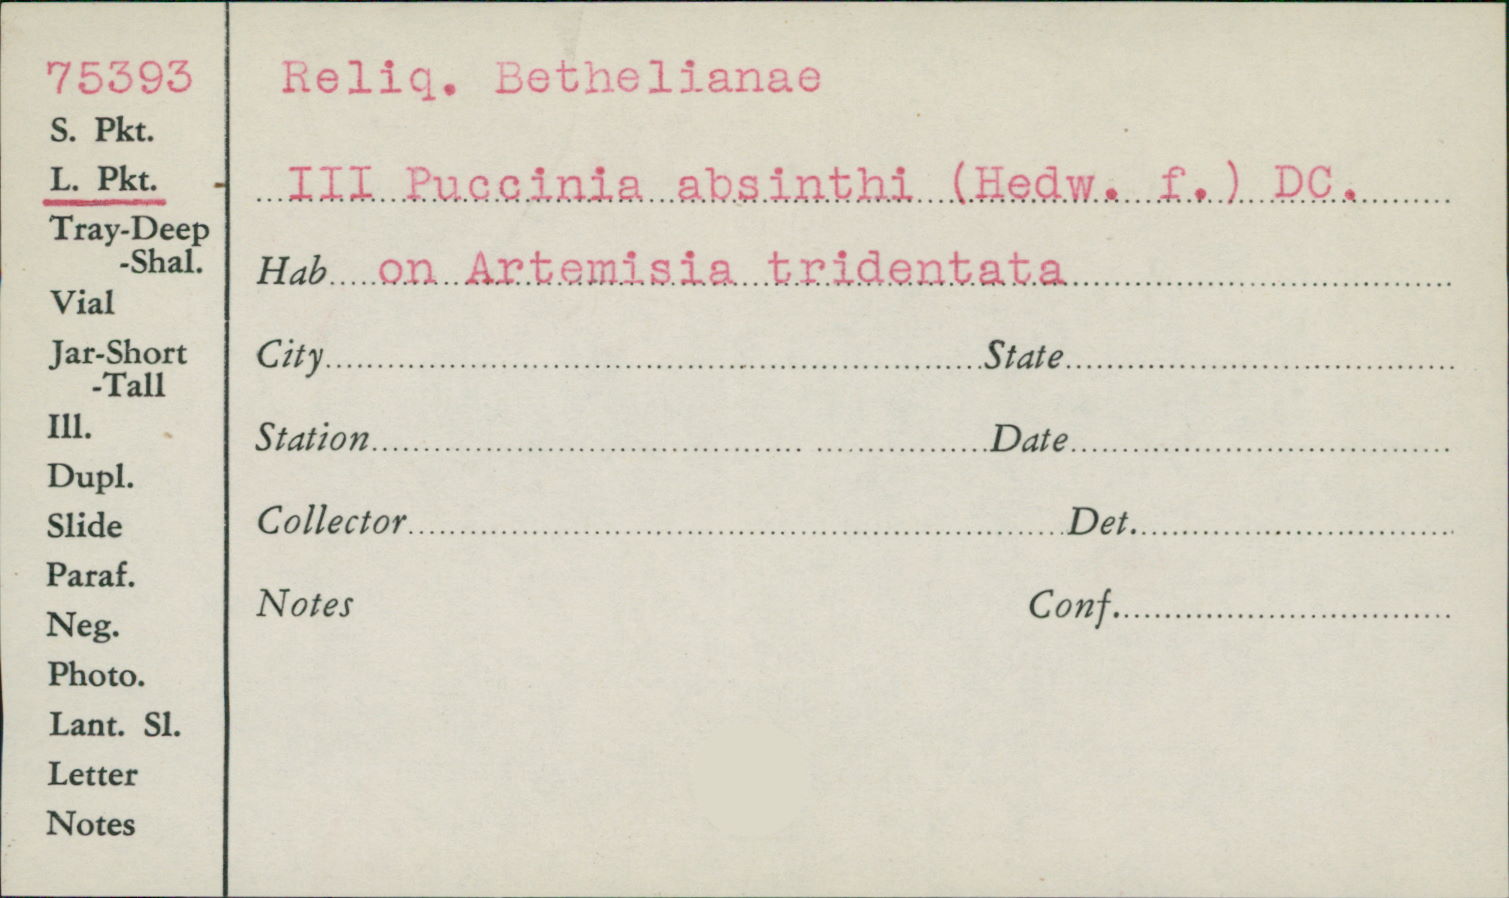 75393
S. Pkt.
L. Pkt.
Tray-Deep
-Shal.
Vial
Jar-Short
-Tall
Ill.
Dupl.
Slide
Paraf.
Neg.
Photo.
Lant. Sl.
Letter
Notes
Reliq. Bethelianae
III Puccinia absinthi (Hedw. f.) DC.
Hab on Artemisia tridentata
City State
Station Date
Collector Det.
Notes Conf.